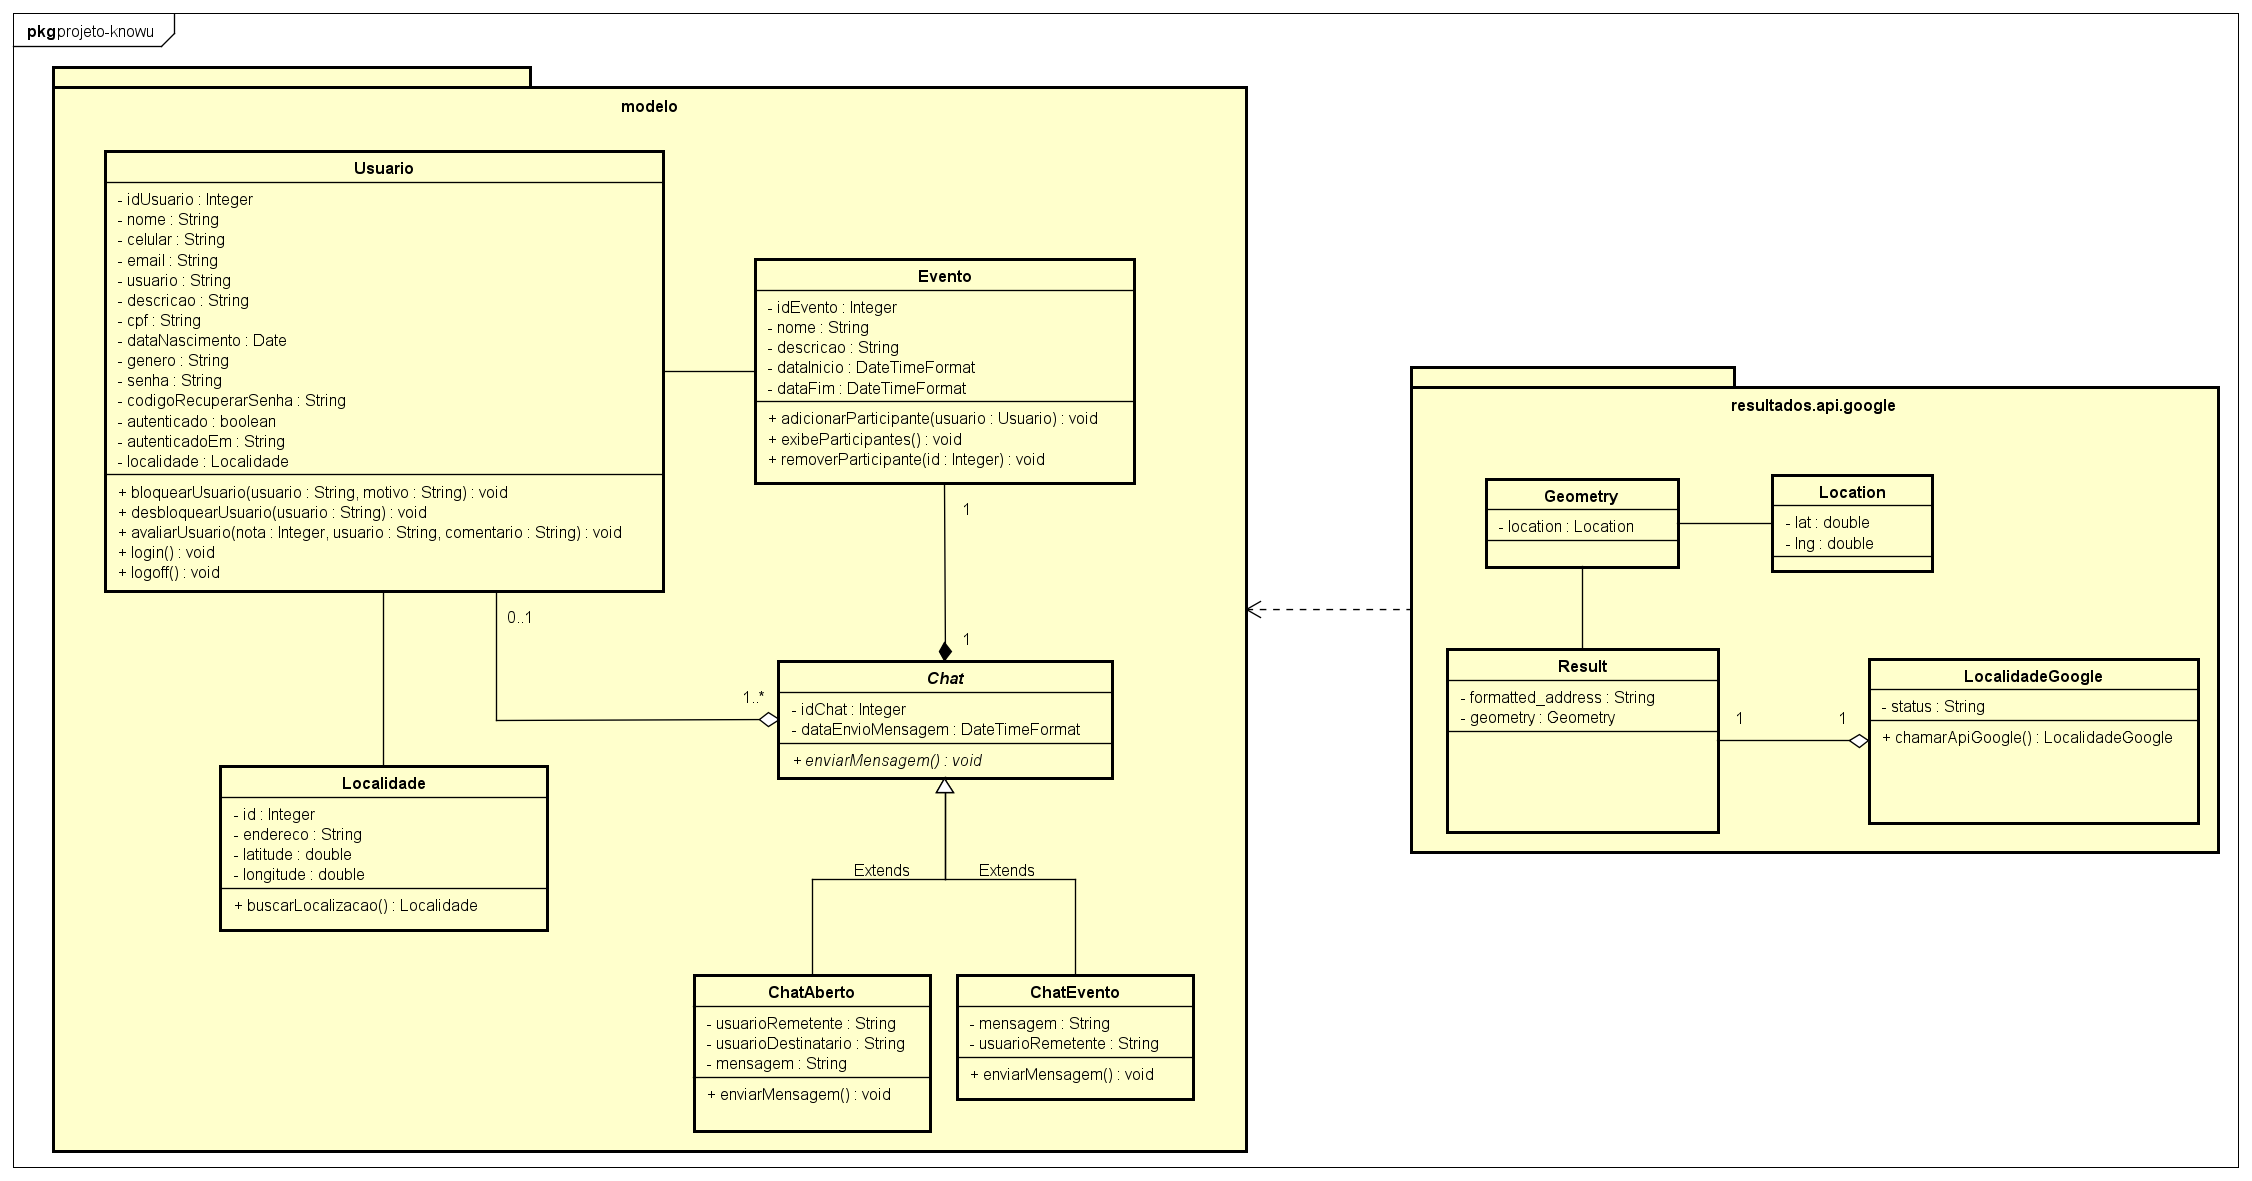 pkg projeto-knowu
modelo
Usuario
- idUsuario : Integer
- nome : String
- celular : String
- email : String
- usuario : String
- descricao : String
- cpf : String
- dataNascimento : Date
- genero : String
- senha : String
- codigoRecuperarSenha : String
- autenticado : boolean
- autenticadoEm : String
- localidade : Localidade
+ bloquearUsuario(usuario : String, motivo : String) : void
+ desbloquearUsuario(usuario : String) : void
+ avaliarUsuario(nota : Integer, usuario : String, comentario : String) : void
+ login() : void
+ logoff() : void
Evento
- idEvento : Integer
- nome : String
- descricao : String
- dataInicio : DateTimeFormat
- dataFim : DateTimeFormat
+ adicionarParticipante(usuario : Usuario) : void
+ exibeParticipantes() : void
+ removerParticipante(id : Integer) : void
1
0..1
1
1..*
Chat
- idChat : Integer
- dataEnvioMensagem : DateTimeFormat
+ enviarMensagem() : void
Localidade
- id : Integer
- endereco : String
- latitude : double
- longitude : double
+ buscarLocalizacao() : Localidade
Extends
Extends
ChatAberto
- usuarioRemetente : String
- usuarioDestinatario : String
- mensagem : String
+ enviarMensagem() : void
ChatEvento
- mensagem : String
- usuarioRemetente : String
+ enviarMensagem() : void
resultados.api.google
Geometry
- location : Location
Location
- lat : double
- lng : double
Result
- formatted_address : String
- geometry : Geometry
1
1
LocalidadeGoogle
- status : String
+ chamarApiGoogle() : LocalidadeGoogle